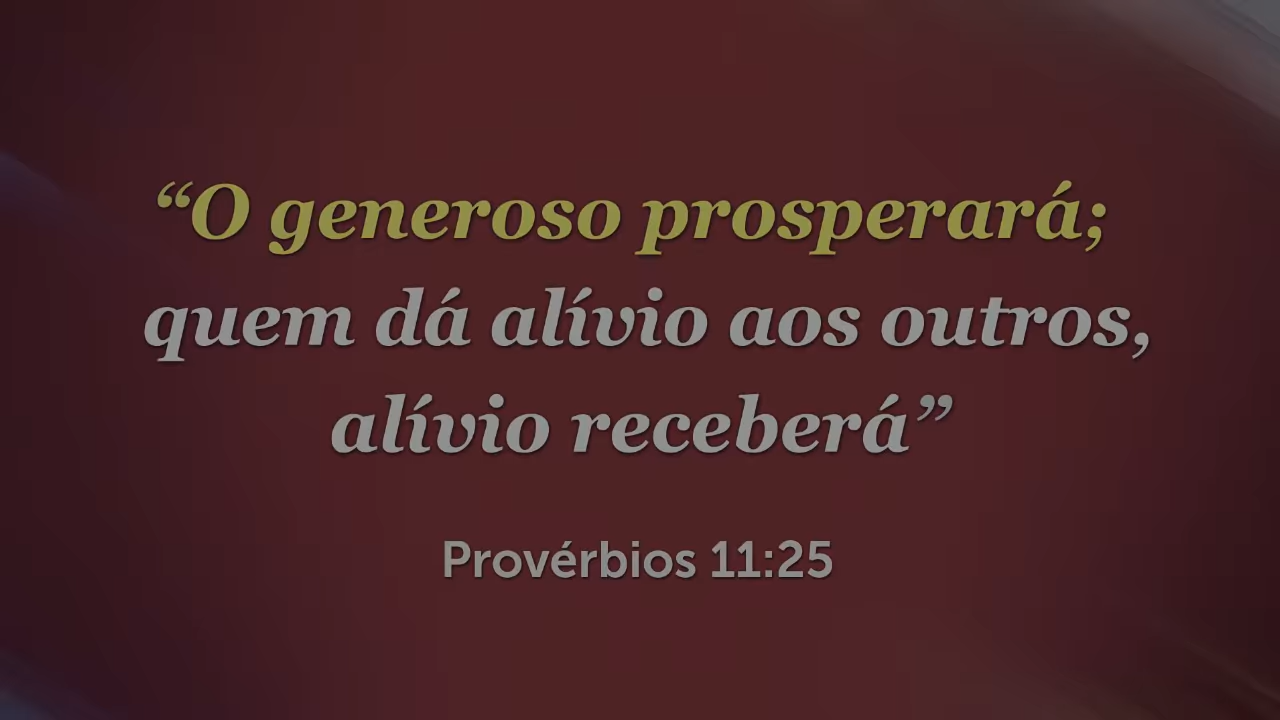 “O generoso prosperará;
quem dá alívio aos outros,
alívio receberá”
Provérbios 11:25